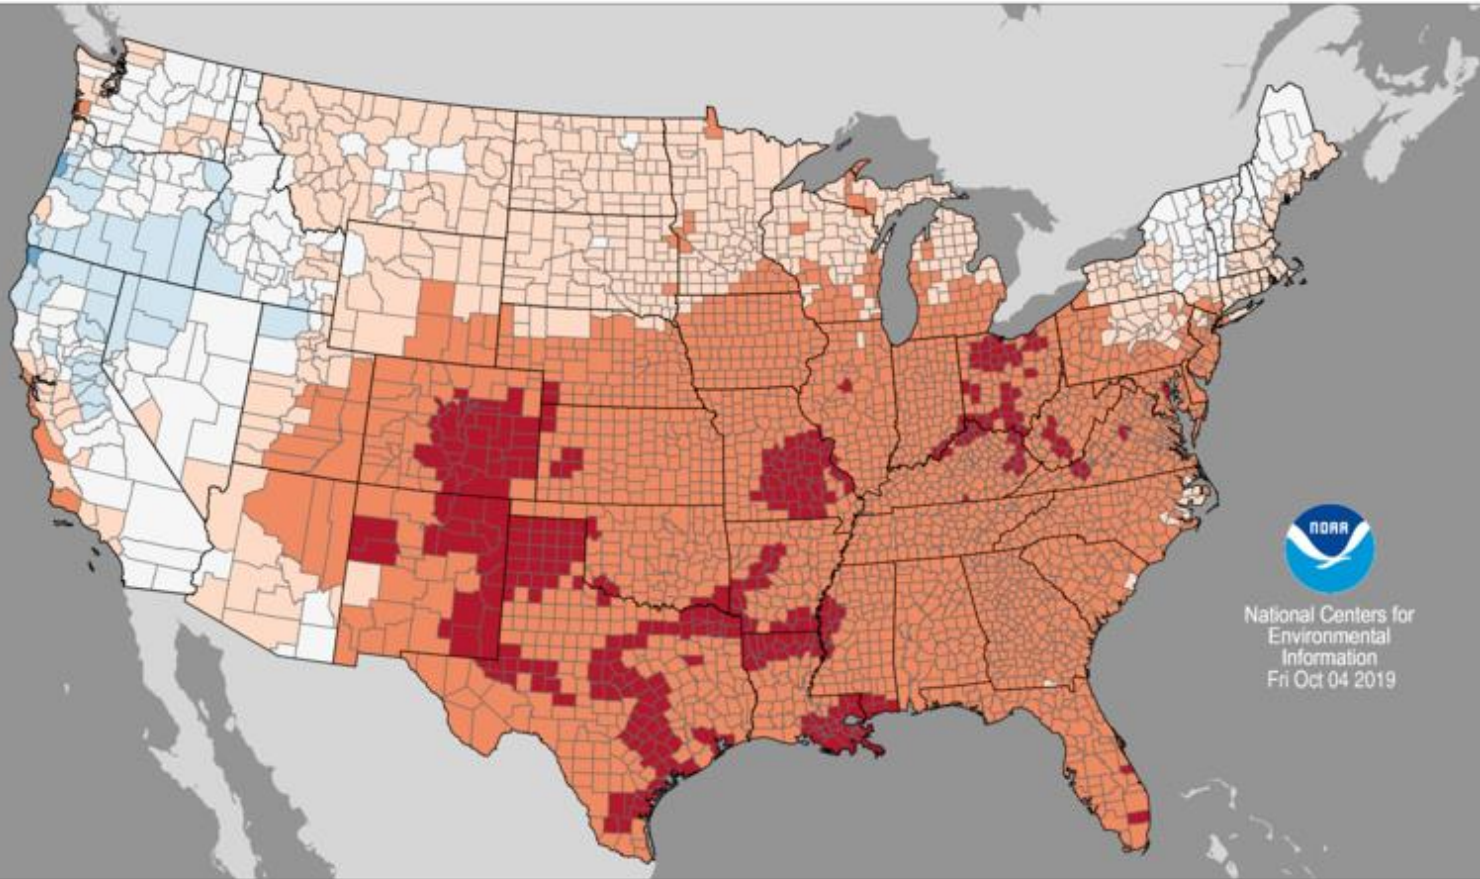 NOAA
National Centers for
Environmental
Information
Fri Oct 04 2019